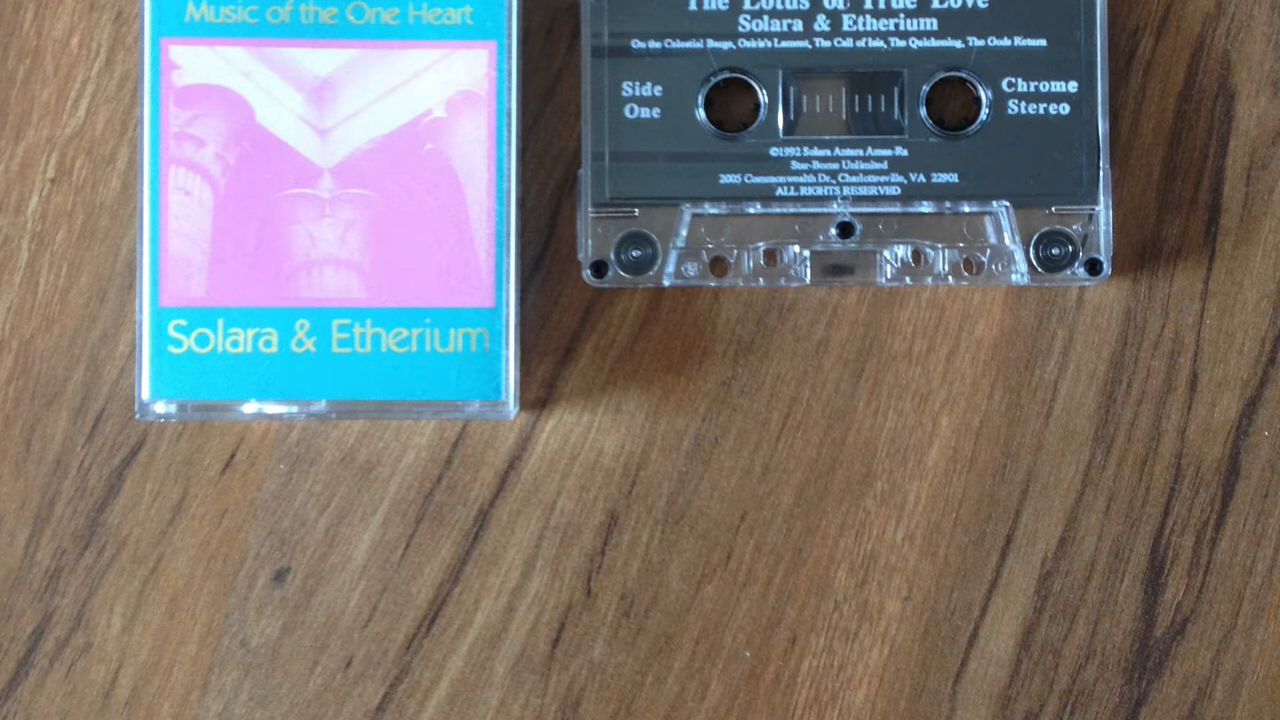 Music of the One Heart
Solara & Etherium
The Lotus of True Love
Solara & Etherium
On the Celestial Barge, Osiris's Lament, The Call of Isis, The Quickening, The Gods Return
Side
One
Chrome
Stereo
©1992 Solara Antara Amaa-Ra
Star-Borne Unlimited
2005 Commonwealth Dr., Charlottesville, VA 22901
ALL RIGHTS RESERVED